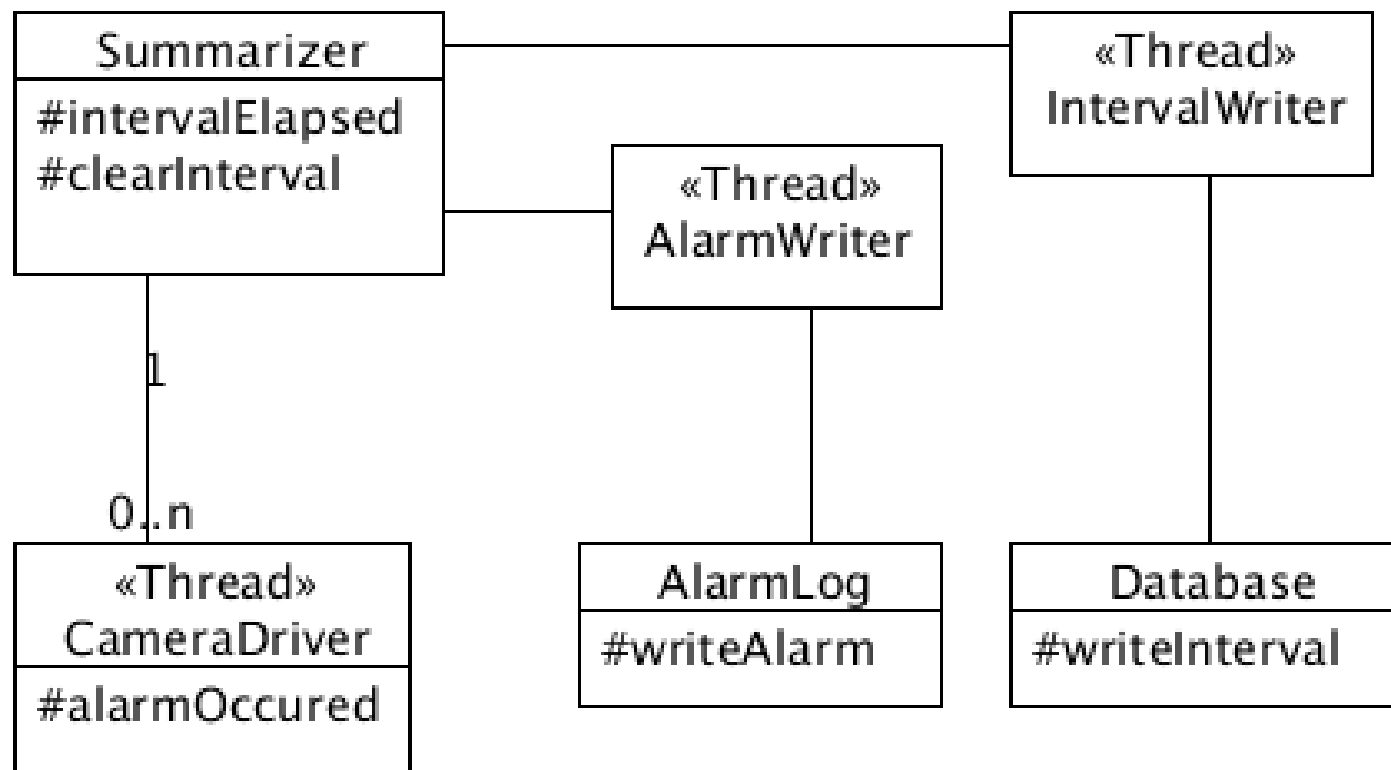 Summarizer
#intervalElapsed
#clearInterval
«Thread»
IntervalWriter
«Thread»
AlarmWriter
1
0..n
«Thread»
CameraDriver
#alarmOccured
AlarmLog
#writeAlarm
Database
#writeInterval